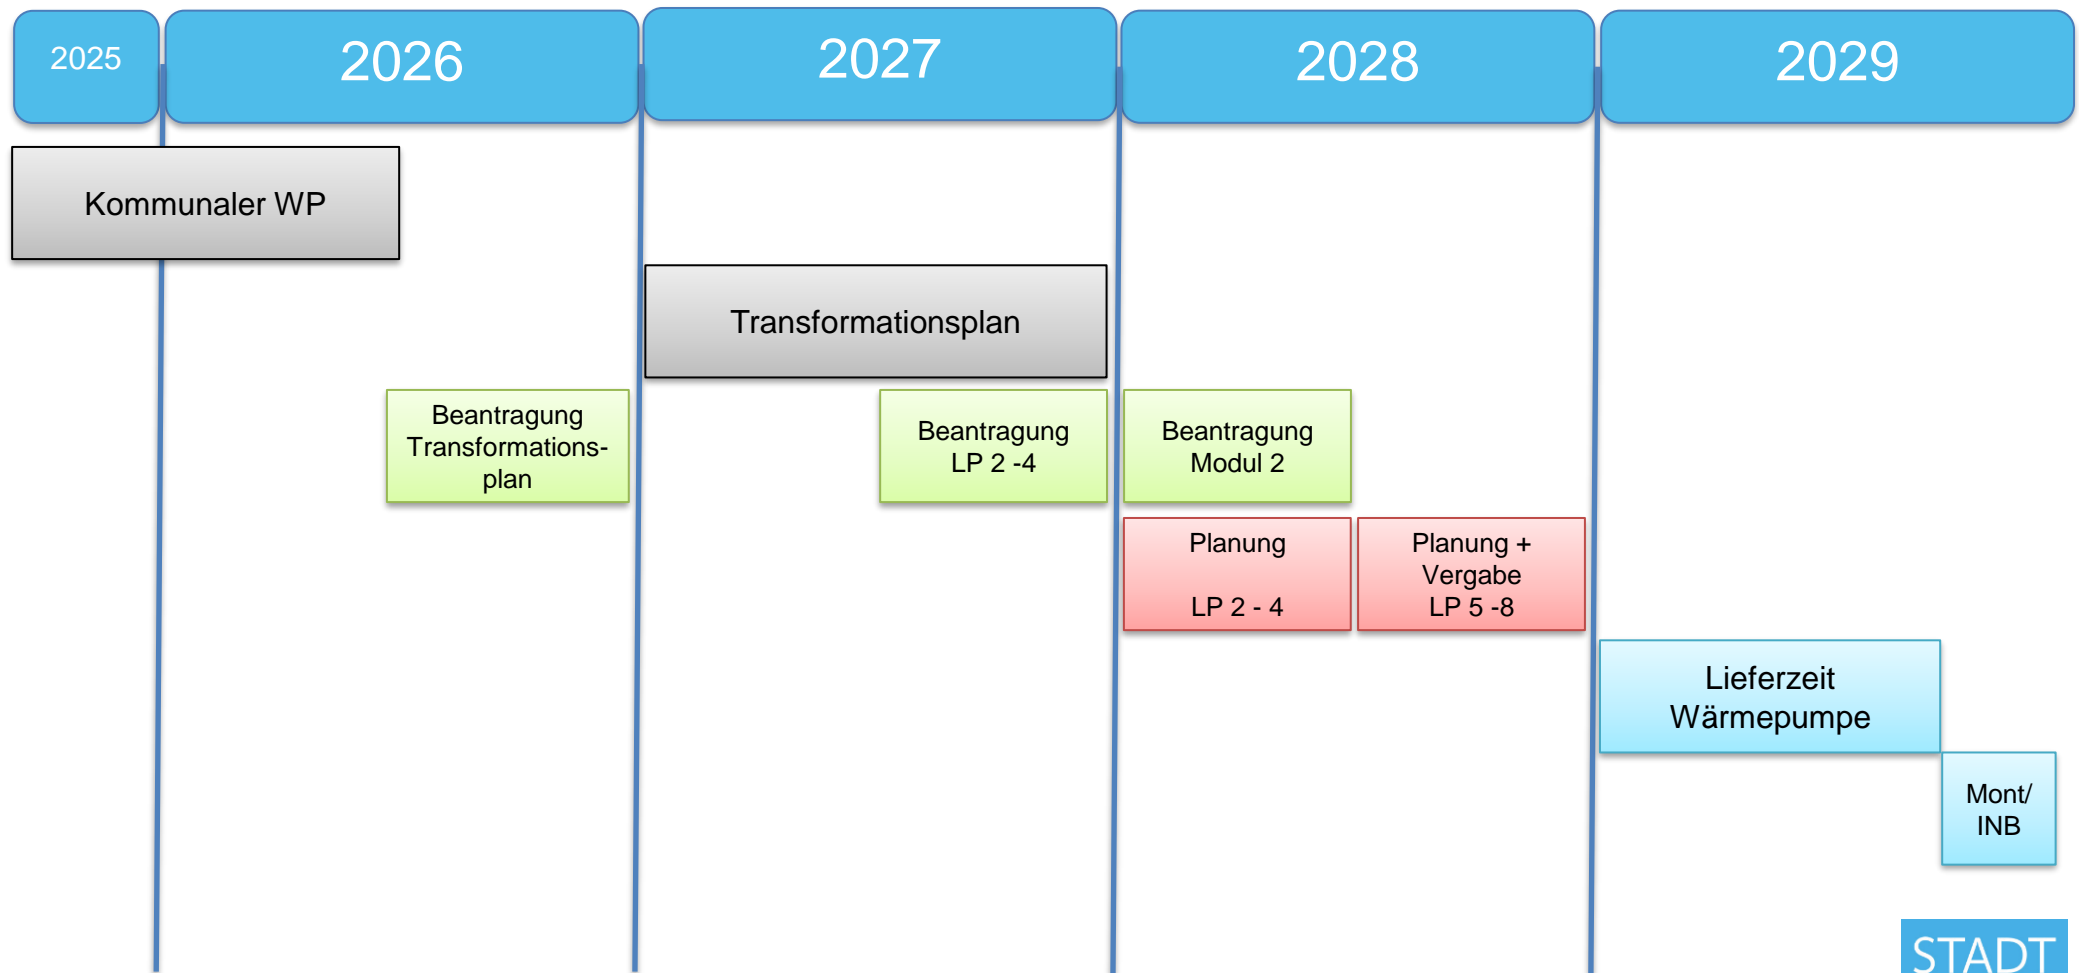 2025
2026
2027
2028
2029
Kommunaler WP
Transformationsplan
Beantragung
Transformations-
plan
Beantragung
LP 2 -4
Beantragung
Modul 2
Planung
LP 2 - 4
Planung +
Vergabe
LP 5 -8
Lieferzeit
Wärmepumpe
Mont/
INB
STADT